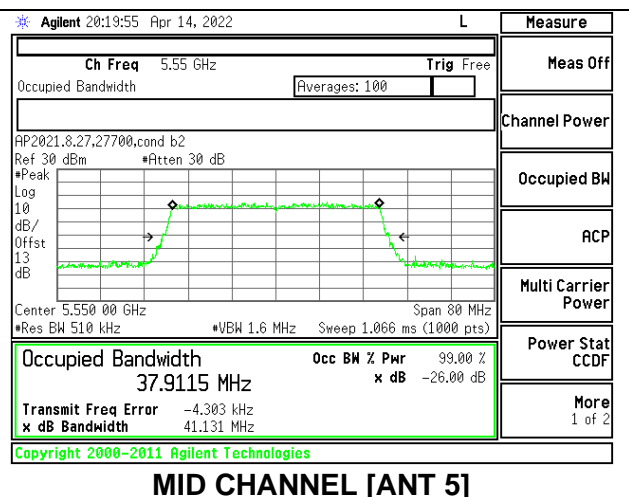 Agilent 20:19:55 Apr 14, 2022 L
Measure
Ch Freq 5.55 GHz Trig Free
Occupied Bandwidth Averages: 100
AP2021.8.27,27700,cond b2
Ref 30 dBm #Atten 30 dB
#Peak
Log
10
dB/
Offst
13
dB
Center 5.550 00 GHz Span 80 MHz
#Res BW 510 kHz #VBW 1.6 MHz Sweep 1.066 ms (1000 pts)
Occupied Bandwidth Occ BW % Pwr 99.00 %
37.9115 MHz x dB -26.00 dB
Transmit Freq Error -4.303 kHz
x dB Bandwidth 41.131 MHz
Copyright 2000-2011 Agilent Technologies
Meas Off
Channel Power
Occupied BW
ACP
Multi Carrier
Power
Power Stat
CCDF
More
1 of 2
MID CHANNEL [ANT 5]